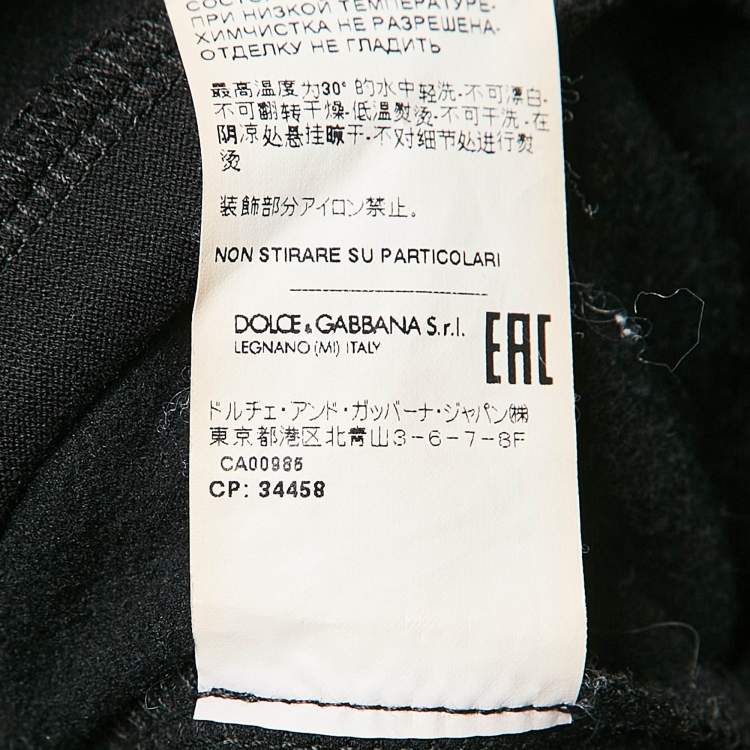 ПРИ НИЗКОЙ ТЕМПЕРАТУРЕ-
ХИМЧИСТКА НЕ РАЗРЕШЕНА-
ОТДЕЛКУ НЕ ГЛАДИТЬ
最高温度为30°的水中轻洗-不可漂白-
不可翻转干燥-低温熨烫-不可干洗-在
阴凉处悬挂晾干-不对细节处进行熨
烫
装飾部分アイロン禁止。
NON STIRARE SU PARTICOLARI
DOLCE & GABBANA S.r.l.
LEGNANO (MI) ITALY
EAC
ドルチェ・アンド・ガッバーナ・ジャパン㈱
東京都港区北青山3-6-7-8F
CA00985
CP: 34458